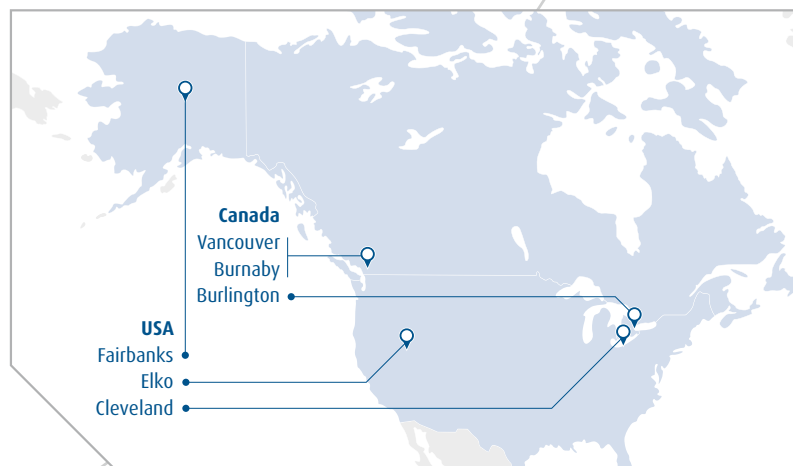 Canada
Vancouver
Burnaby
Burlington
USA
Fairbanks
Elko
Cleveland